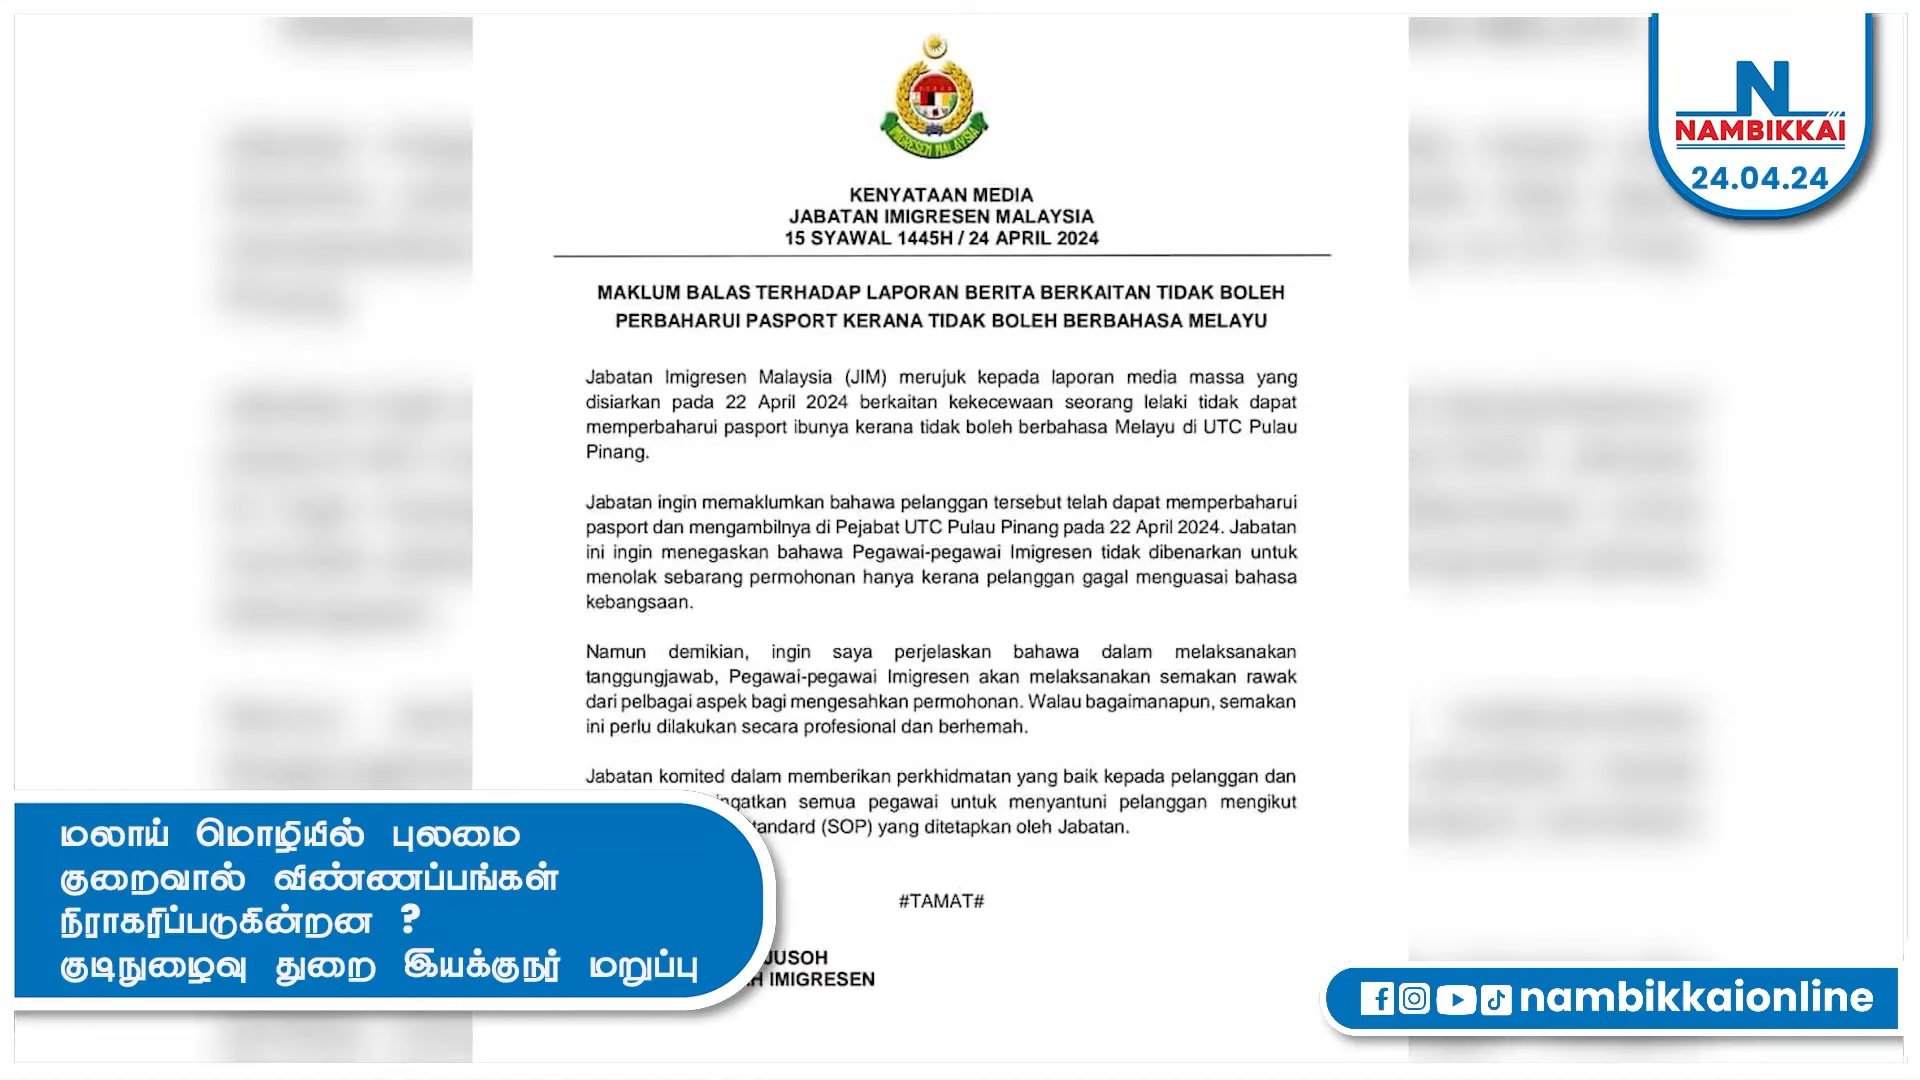 IMIGRESEN MALAYSIA
KENYATAAN MEDIA
JABATAN IMIGRESEN MALAYSIA
15 SYAWAL 1445H / 24 APRIL 2024
MAKLUM BALAS TERHADAP LAPORAN BERITA BERKAITAN TIDAK BOLEH
PERBAHARUI PASPORT KERANA TIDAK BOLEH BERBAHASA MELAYU
Jabatan Imigresen Malaysia (JIM) merujuk kepada laporan media massa yang
disiarkan pada 22 April 2024 berkaitan kekecewaan seorang lelaki tidak dapat
memperbaharui pasport ibunya kerana tidak boleh berbahasa Melayu di UTC Pulau
Pinang.
Jabatan ingin memaklumkan bahawa pelanggan tersebut telah dapat memperbaharui
pasport dan mengambilnya di Pejabat UTC Pulau Pinang pada 22 April 2024. Jabatan
ini ingin menegaskan bahawa Pegawai-pegawai Imigresen tidak dibenarkan untuk
menolak sebarang permohonan hanya kerana pelanggan gagal menguasai bahasa
kebangsaan.
Namun demikian, ingin saya perjelaskan bahawa dalam melaksanakan
tanggungjawab, Pegawai-pegawai Imigresen akan melaksanakan semakan rawak
dari pelbagai aspek bagi mengesahkan permohonan. Walau bagaimanapun, semakan
ini perlu dilakukan secara profesional dan berhemah.
Jabatan komited dalam memberikan perkhidmatan yang baik kepada pelanggan dan
semua pegawai untuk menyantuni pelanggan mengikut
(SOP) yang ditetapkan oleh Jabatan.
#TAMAT#
JUSOH
IMIGRESEN
N
NAMBIKKAI
24.04.24
மலாய் மொழியில் புலமை
குறைவால் விண்ணப்பங்கள்
நிராகரிப்படுகின்றன ?
குடிநுழைவு துறை இயக்குநர் மறுப்பு
nambikkaionline